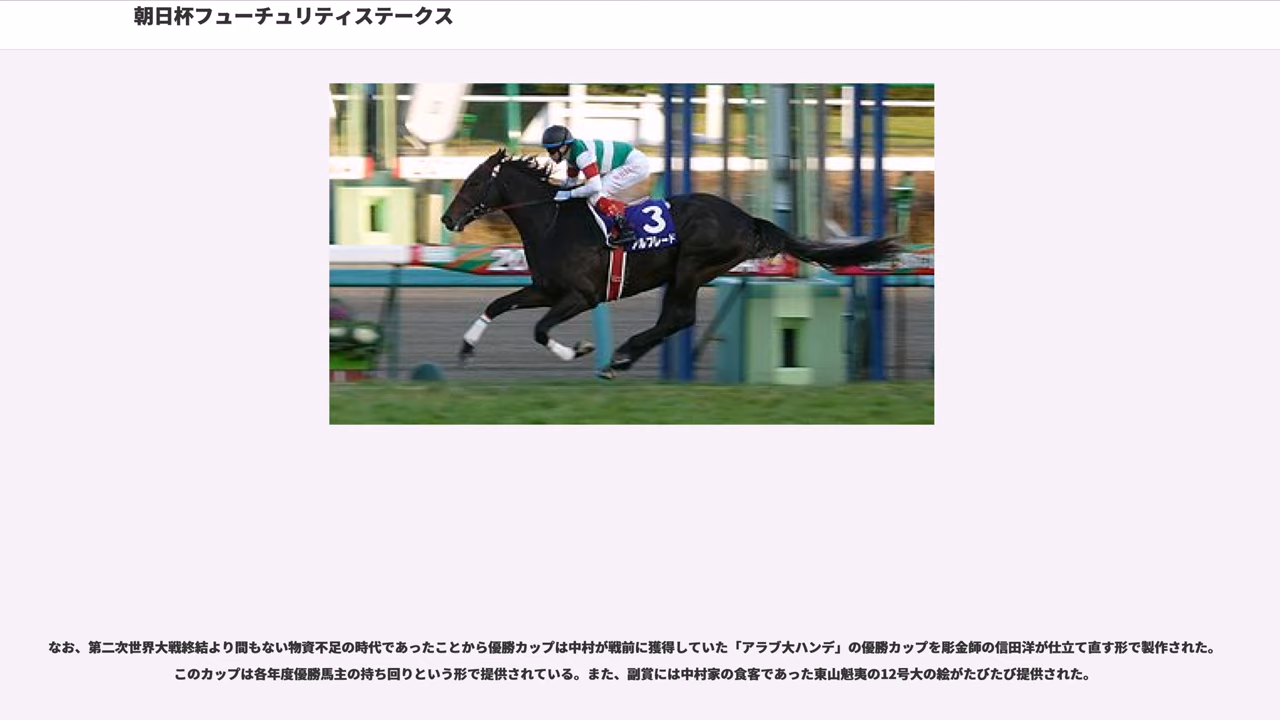 朝日杯フューチュリティステークス
3
ルフレード
なお、第二次世界大戦終結より間もない物資不足の時代であったことから優勝カップは中村が戦前に獲得していた「アラブ大ハンデ」の優勝カップを彫金師の信田洋が仕立て直す形で製作された。
このカップは各年度優勝馬主の持ち回りという形で提供されている。また、副賞には中村家の食客であった東山魁夷の12号大の絵がたびたび提供された。